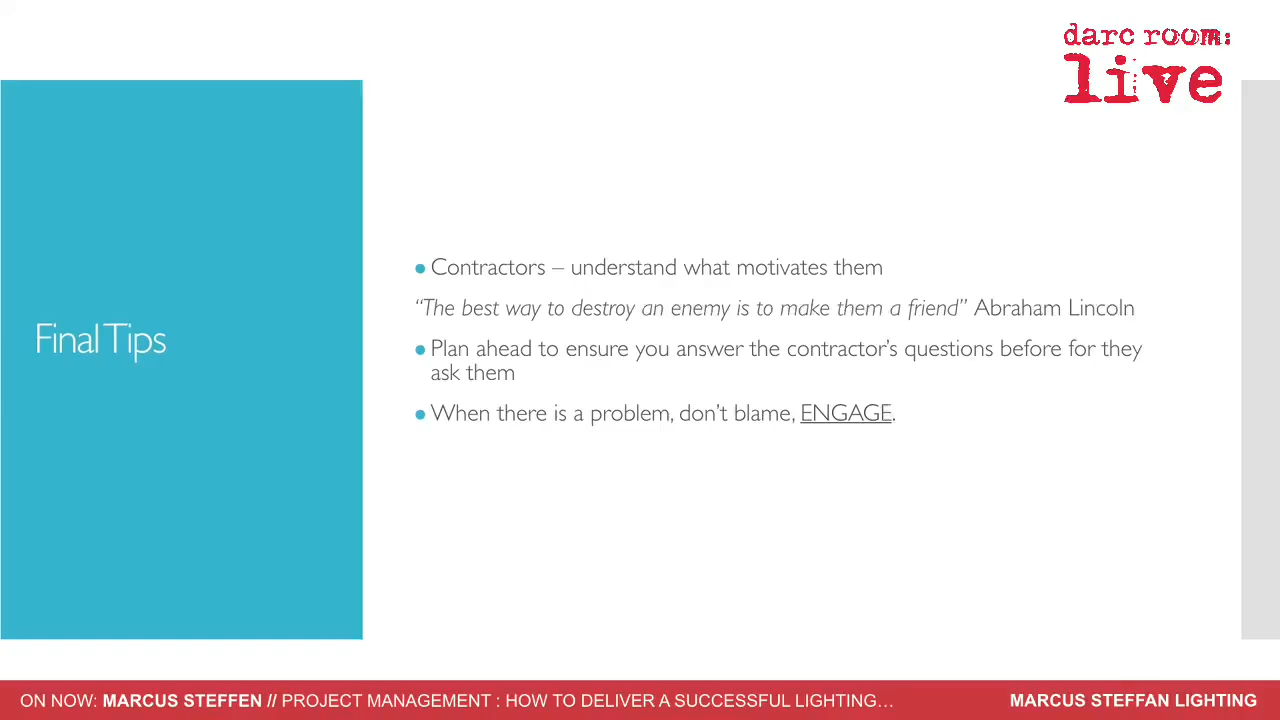 darc room:
live
Final Tips
● Contractors – understand what motivates them
“The best way to destroy an enemy is to make them a friend” Abraham Lincoln
● Plan ahead to ensure you answer the contractor’s questions before for they
ask them
● When there is a problem, don’t blame, ENGAGE.
ON NOW: MARCUS STEFFEN // PROJECT MANAGEMENT : HOW TO DELIVER A SUCCESSFUL LIGHTING… MARCUS STEFFAN LIGHTING